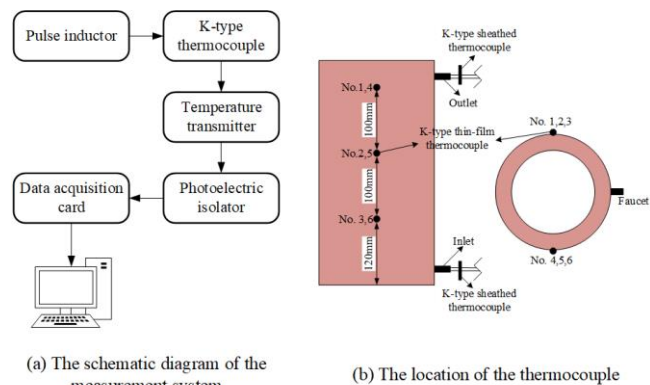 Pulse inductor
K-type
thermocouple
Temperature
transmitter
Data acquisition
card
Photoelectric
isolator
(a) The schematic diagram of the
measurement system
K-type sheathed
thermocouple
No.1,4
Outlet
100mm
No. 1,2,3
K-type thin-film
thermocouple
No.2,5
100mm
Faucet
No. 3,6
Inlet
120mm
No. 4,5,6
K-type sheathed
thermocouple
(b) The location of the thermocouple